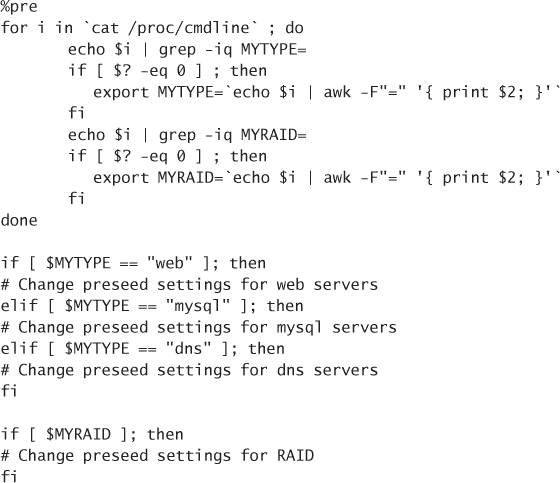 %pre
for i in `cat /proc/cmdline` ; do
        echo $i | grep -iq MYTYPE=
        if [ $? -eq 0 ] ; then
           export MYTYPE=`echo $i | awk -F"=" '{ print $2; }'`
        fi
        echo $i | grep -iq MYRAID=
        if [ $? -eq 0 ] ; then
           export MYRAID=`echo $i | awk -F"=" '{ print $2; }'`
        fi
done

if [ $MYTYPE == "web" ]; then
# Change preseed settings for web servers
elif [ $MYTYPE == "mysql" ]; then
# Change preseed settings for mysql servers
elif [ $MYTYPE == "dns" ]; then
# Change preseed settings for dns servers
fi

if [ $MYRAID ]; then
# Change preseed settings for RAID
fi